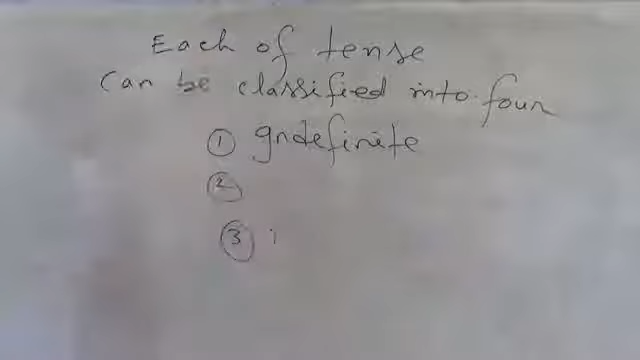 Each of tense
Can be classified into four
① Indefinite
②
③